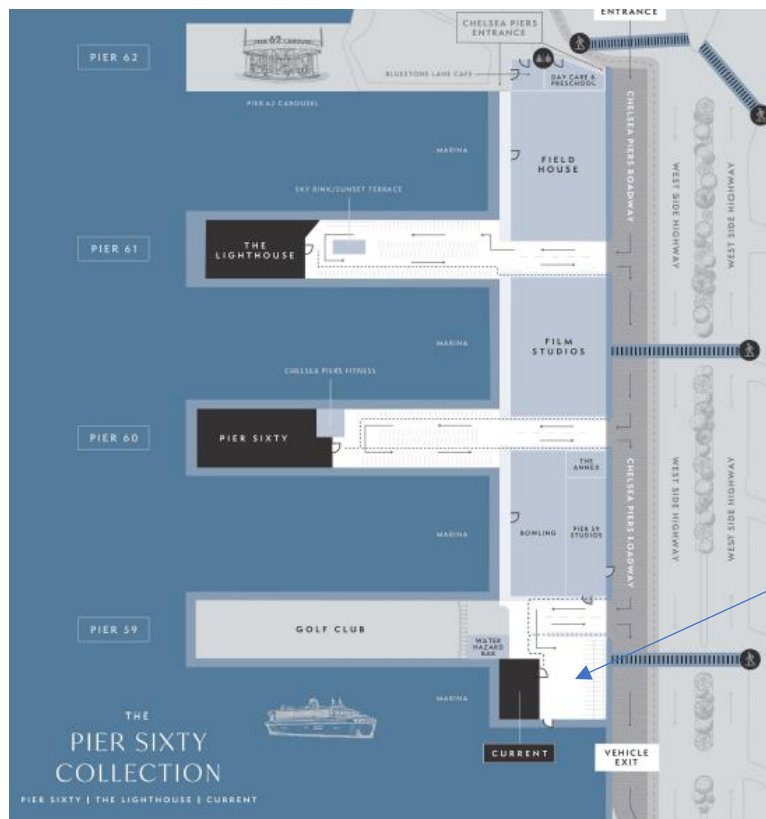 ENTRANCE
CHELSEA PIERS
ENTRANCE
PIER 62
PIER 62 CAROUSEL
BLUESTONE LANE CAFE
DAY CARE &
PRESCHOOL
PIER 62 CAROUSEL
CHELSEA PIERS ROADWAY
MARINA
FIELD
HOUSE
WEST SIDE HIGHWAY
WEST SIDE HIGHWAY
SKY RINK/SUNSET TERRACE
PIER 61
THE
LIGHTHOUSE
MARINA
FILM
STUDIOS
CHELSEA PIERS FITNESS
PIER 60
PIER SIXTY
THE
ANNEX
CHELSEA PIERS ROADWAY
WEST SIDE HIGHWAY
WEST SIDE HIGHWAY
MARINA
BOWLING
PIER 59
STUDIOS
PIER 59
GOLF CLUB
WATER
HAZARD
BAR
MARINA
THE
PIER SIXTY
COLLECTION
PIER SIXTY | THE LIGHTHOUSE | CURRENT
CURRENT
VEHICLE
EXIT